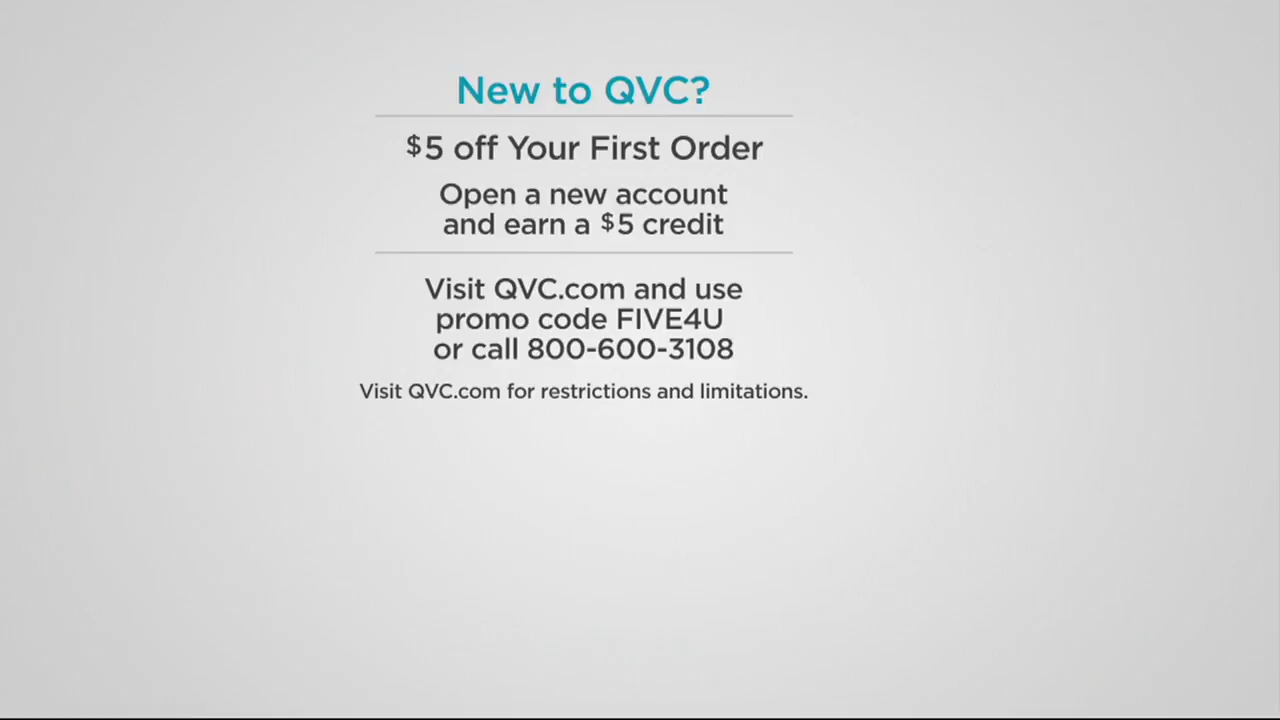 New to QVC?
$5 off Your First Order
Open a new account
and earn a $5 credit
Visit QVC.com and use
promo code FIVE4U
or call 800-600-3108
Visit QVC.com for restrictions and limitations.